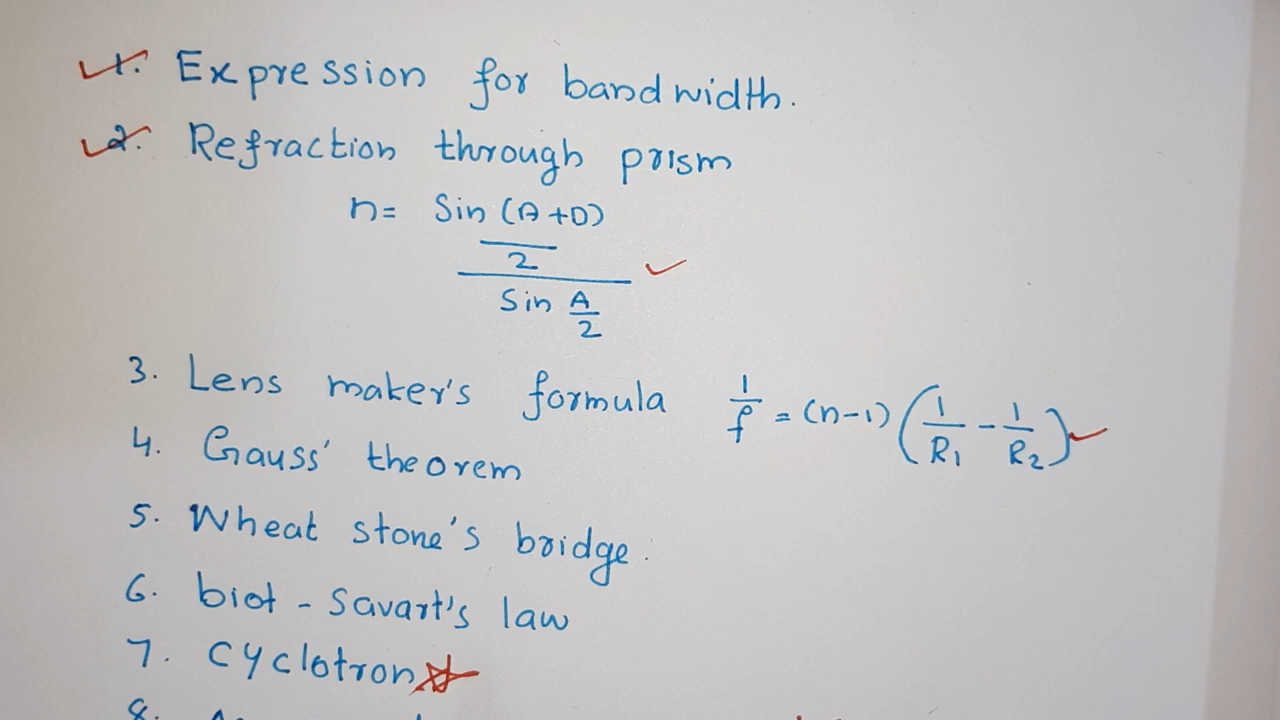 1. Expression for bandwidth.
2. Refraction through prism
n= Sin (A+D)
2
Sin A/2
3. Lens maker's formula 1/f = (n-1) (1/R₁ - 1/R₂)
4. Gauss' theorem
5. Wheat stone's bridge.
6. biot - Savart's law
7. Cyclotron
8.